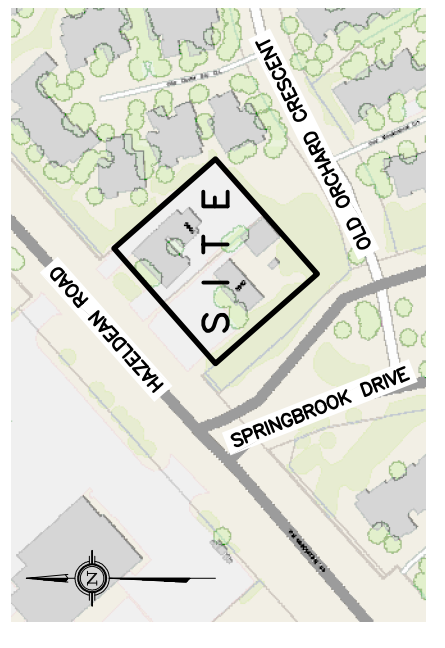 OLD ORCHARD CRESCENT
SITE
HAZELDEAN ROAD
SPRINGBROOK DRIVE
N